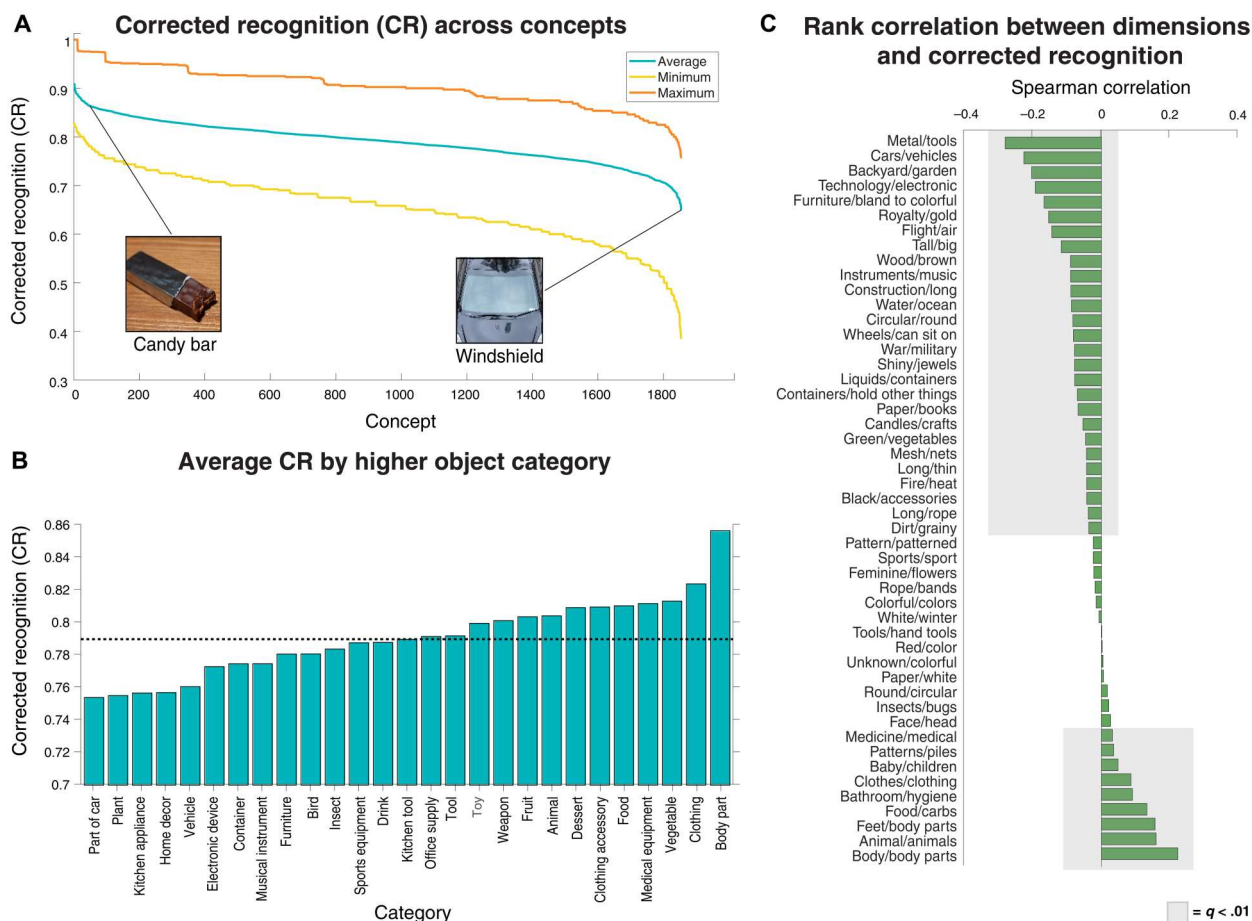 A
Corrected recognition (CR) across concepts
Corrected recognition (CR)
1
0.9
0.8
0.7
0.6
0.5
0.4
0.3
Average
Minimum
Maximum
Candy bar
Windshield
0
200
400
600
800
1000
1200
1400
1600
1800
Concept
B
Average CR by higher object category
Corrected recognition (CR)
0.86
0.84
0.82
0.8
0.78
0.76
0.74
0.72
0.7
Part of car
Plant
Kitchen appliance
Home decor
Vehicle
Electronic device
Container
Musical instrument
Furniture
Bird
Insect
Sports equipment
Drink
Kitchen tool
Office supply
Tool
Toy
Weapon
Fruit
Animal
Dessert
Clothing accessory
Food
Medical equipment
Vegetable
Clothing
Body part
Category
C
Rank correlation between dimensions
and corrected recognition
Spearman correlation
−0.4
−0.2
0
0.2
0.4
Metal/tools
Cars/vehicles
Backyard/garden
Technology/electronic
Furniture/bland to colorful
Royalty/gold
Flight/air
Tall/big
Wood/brown
Instruments/music
Construction/long
Water/ocean
Circular/round
Wheels/can sit on
War/military
Shiny/jewels
Liquids/containers
Containers/hold other things
Paper/books
Candles/crafts
Green/vegetables
Mesh/nets
Long/thin
Fire/heat
Black/accessories
Long/rope
Dirt/grainy
Pattern/patterned
Sports/sport
Feminine/flowers
Rope/bands
Colorful/colors
White/winter
Tools/hand tools
Red/color
Unknown/colorful
Paper/white
Round/circular
Insects/bugs
Face/head
Medicine/medical
Patterns/piles
Baby/children
Clothes/clothing
Bathroom/hygiene
Food/carbs
Feet/body parts
Animal/animals
Body/body parts
= q < .01